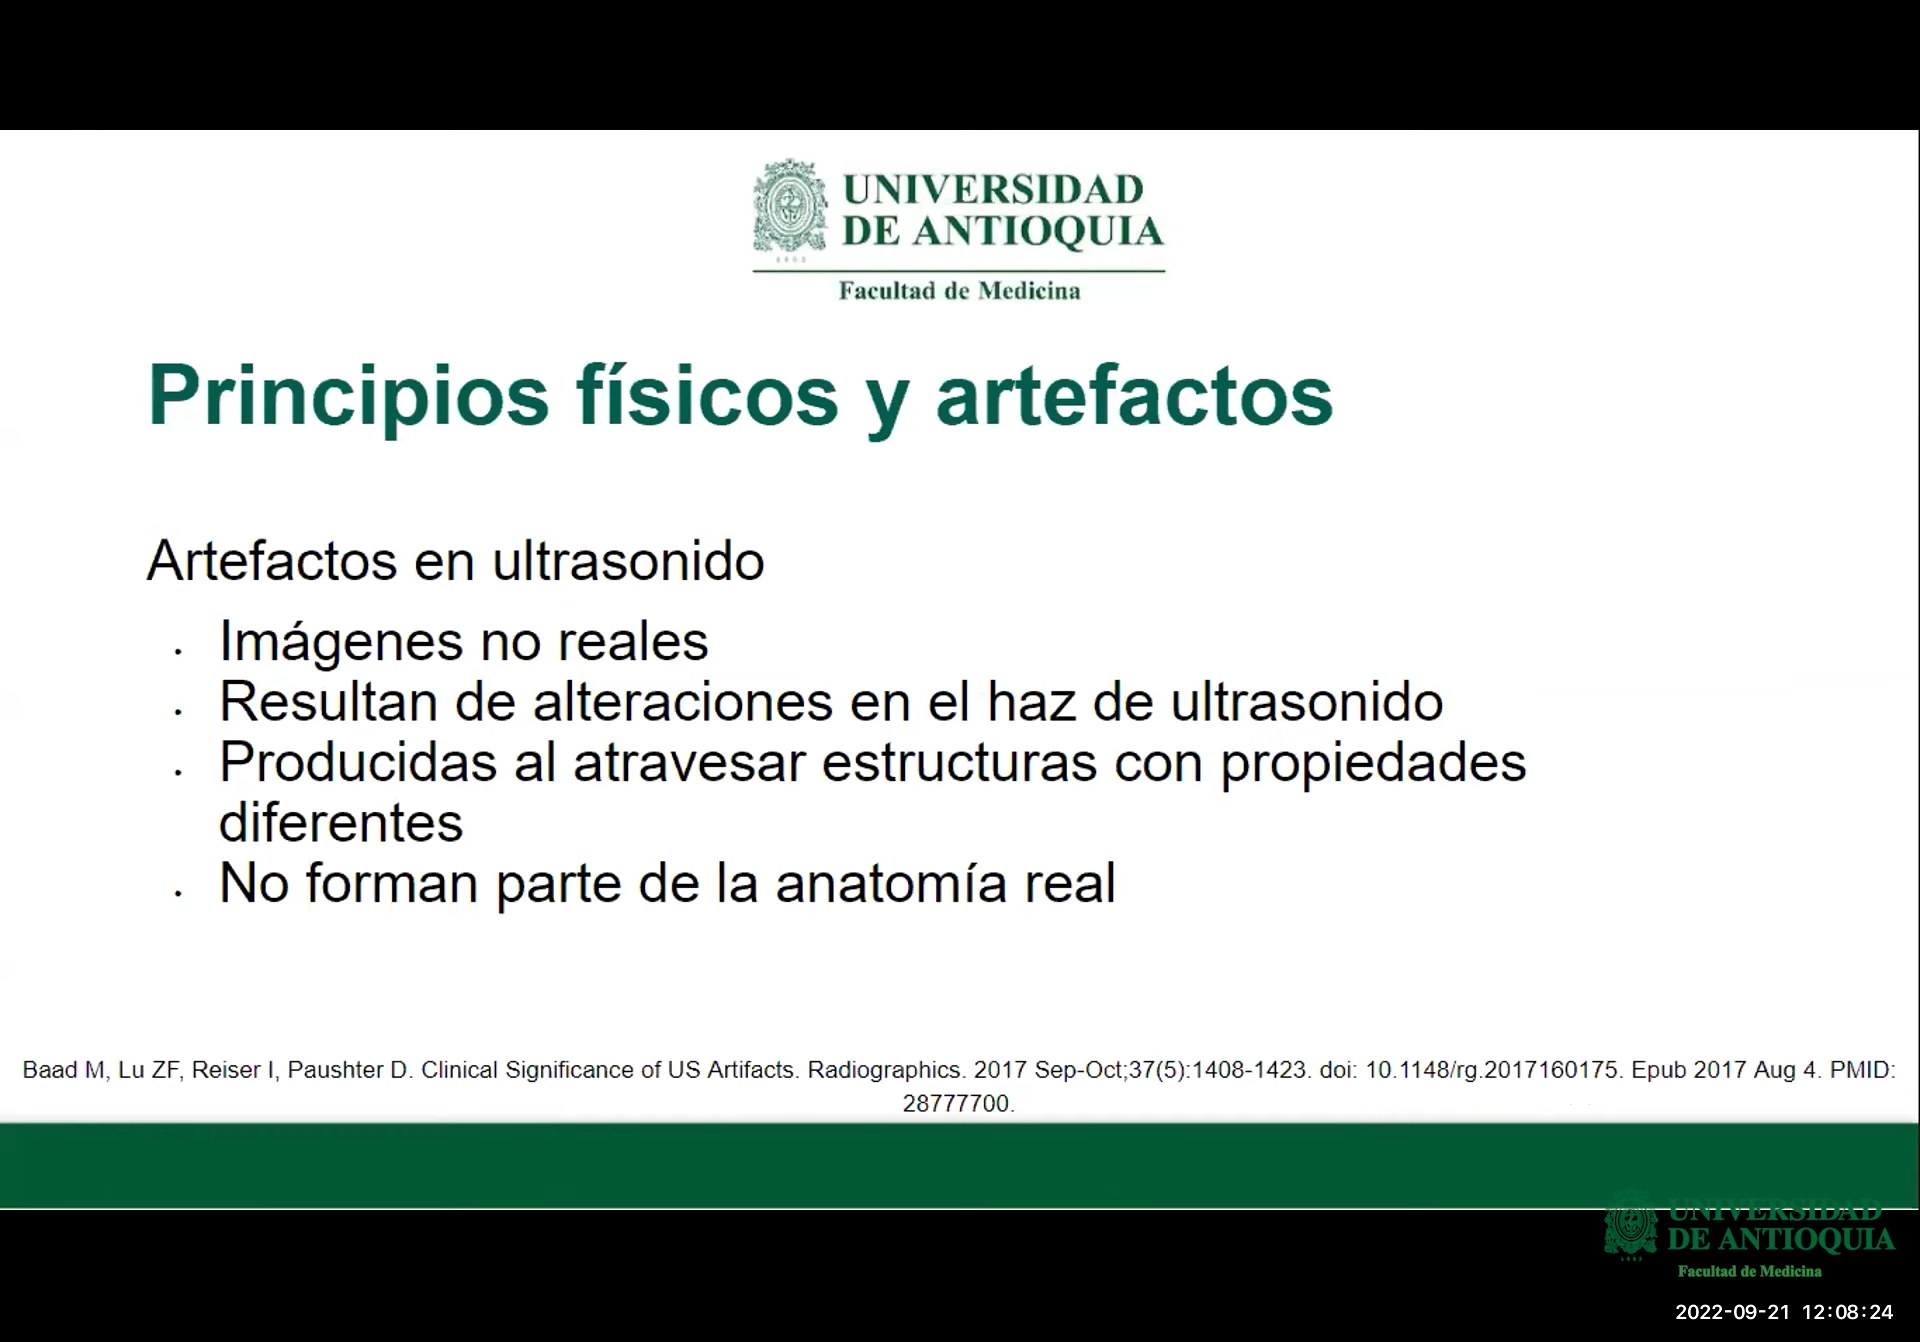 UNIVERSIDAD
DE ANTIOQUIA
1803
Facultad de Medicina
Principios físicos y artefactos
Artefactos en ultrasonido
· Imágenes no reales
· Resultan de alteraciones en el haz de ultrasonido
· Producidas al atravesar estructuras con propiedades
diferentes
· No forman parte de la anatomía real
Baad M, Lu ZF, Reiser I, Paushter D. Clinical Significance of US Artifacts. Radiographics. 2017 Sep-Oct;37(5):1408-1423. doi: 10.1148/rg.2017160175. Epub 2017 Aug 4. PMID:
28777700.
UNIVERSIDAD
DE ANTIOQUIA
1803
Facultad de Medicina
2022-09-21 12:08:24